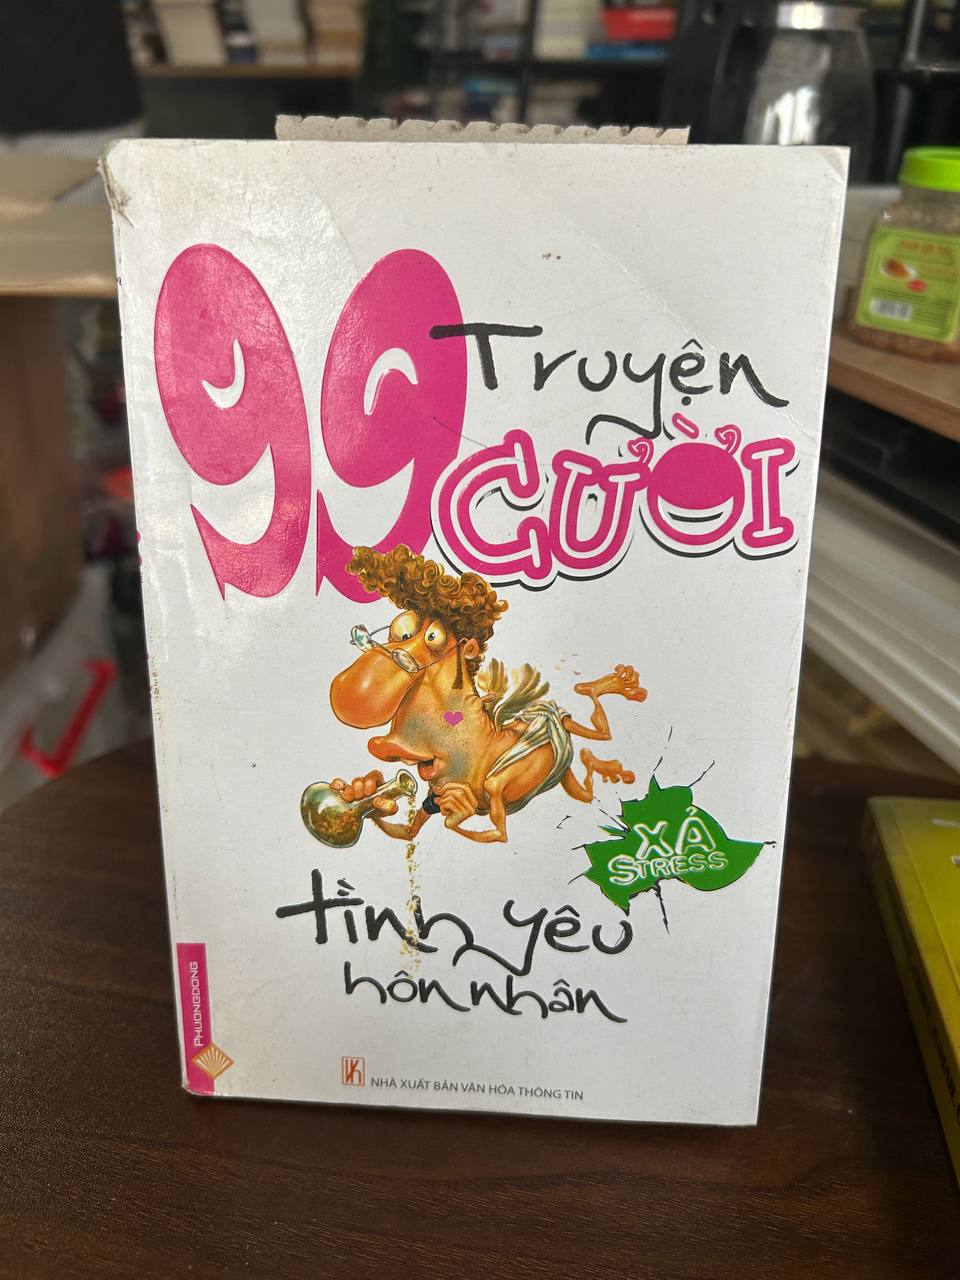 99
Truyện
CƯỜI
XẢ
STRESS
tình yêu
hôn nhân
PHUONGDONG
NHÀ XUẤT BẢN VĂN HÓA THÔNG TIN